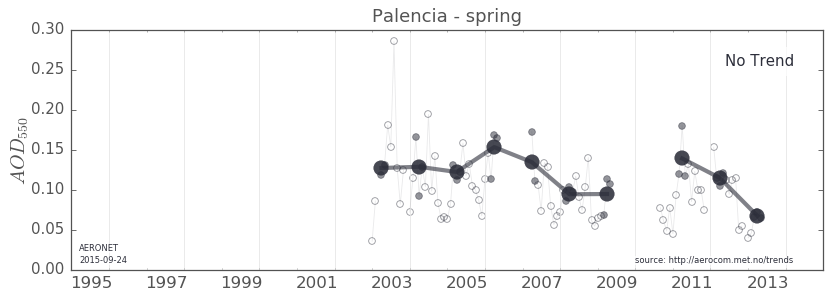 Palencia - spring
0.30
0.25
0.20
0.15
0.10
0.05
0.00
AOD550
No Trend
AERONET
2015-09-24
source: http://aerocom.met.no/trends
1995 1997 1999 2001 2003 2005 2007 2009 2011 2013